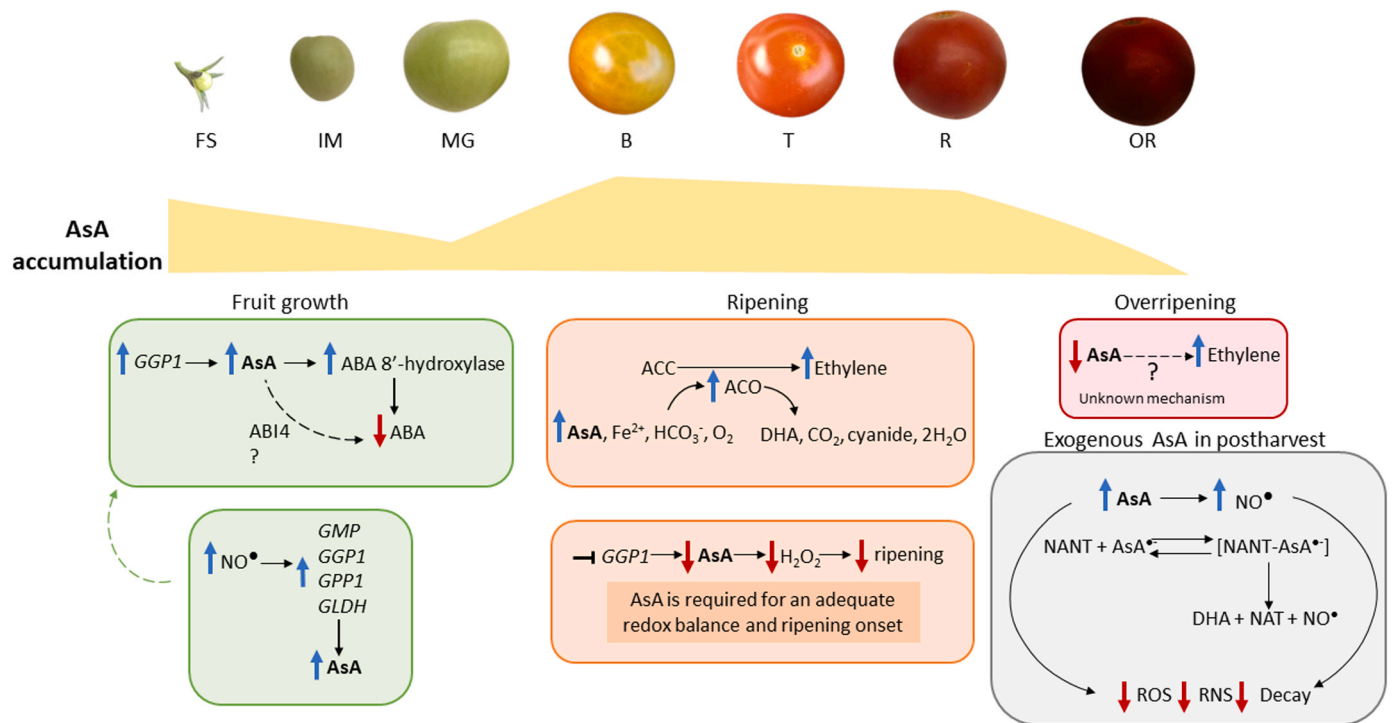 FS IM MG B T R OR
AsA
accumulation
Fruit growth
GGP1 AsA ABA 8′-hydroxylase
ABI4
?
ABA
NO•
GMP
GGP1
GPP1
GLDH
AsA
Ripening
ACC Ethylene
ACO
AsA, Fe²⁺, HCO₃⁻, O₂ DHA, CO₂, cyanide, 2H₂O
GGP1 AsA H₂O₂ ripening
AsA is required for an adequate
redox balance and ripening onset
Overripening
AsA Ethylene
?
Unknown mechanism
Exogenous AsA in postharvest
AsA NO•
NANT + AsA•⁻ [NANT-AsA•⁻]
DHA + NAT + NO•
ROS RNS Decay